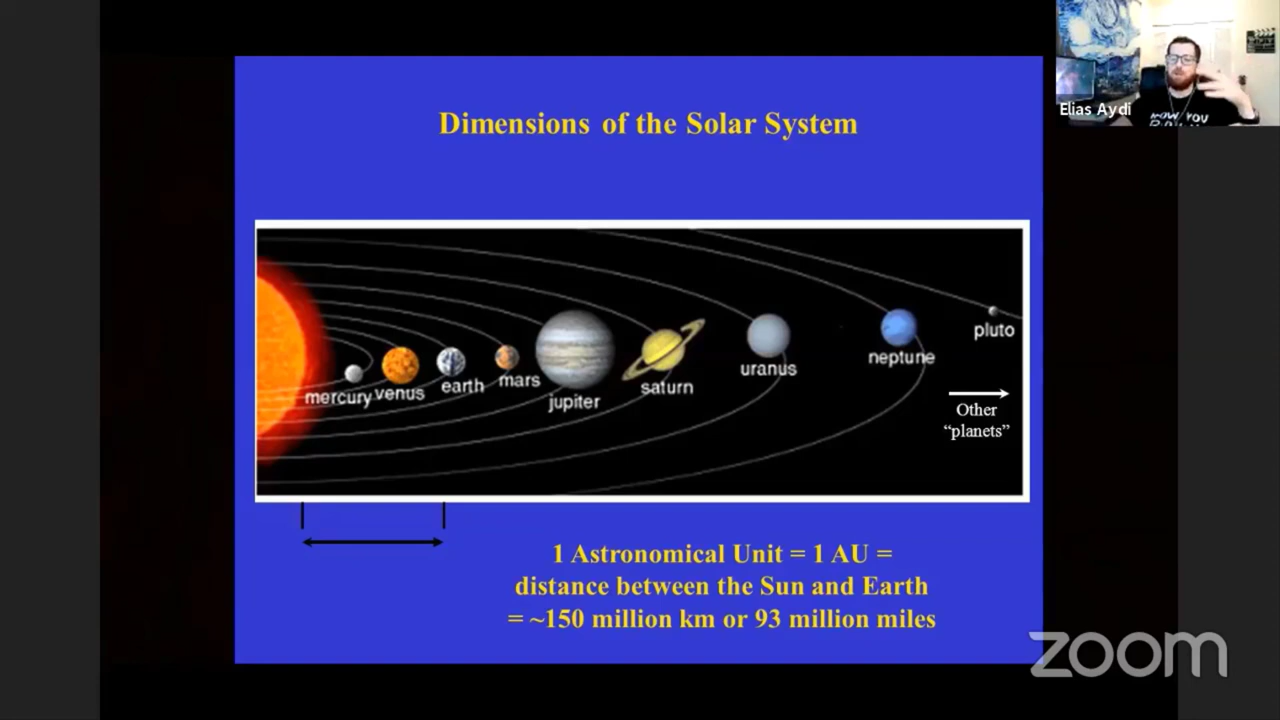 Elias Aydi
Dimensions of the Solar System
mercury
venus
earth
mars
jupiter
saturn
uranus
neptune
pluto
Other
“planets”
1 Astronomical Unit = 1 AU =
distance between the Sun and Earth
= ~150 million km or 93 million miles
zoom